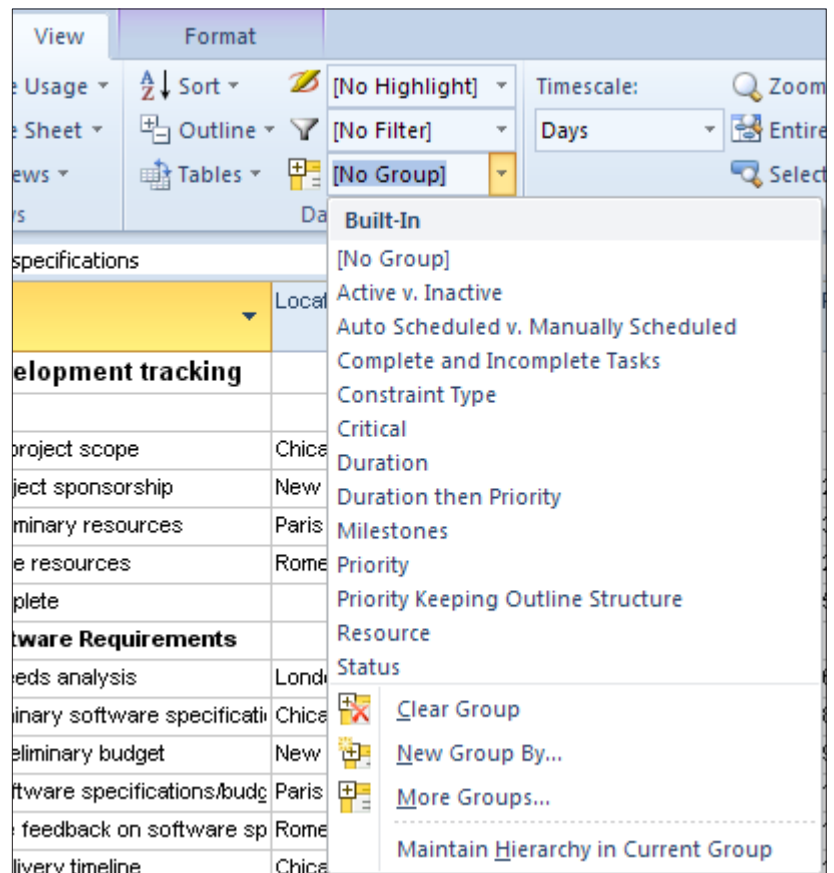 View Format
Usage Sort [No Highlight] Timescale: Zoom
Sheet Outline [No Filter] Days Entire
Tables [No Group] Select
Built-In
specifications
[No Group]
Active v. Inactive
Auto Scheduled v. Manually Scheduled
elopment tracking
Complete and Incomplete Tasks
Constraint Type
Critical
project scope Chica
Duration
ject sponsorship New
Duration then Priority
minary resources Paris
Milestones
e resources Rome
Priority
plete
Priority Keeping Outline Structure
tware Requirements
Resource
eeds analysis
Status
inary software specificati Chica
Clear Group
eliminary budget New
New Group By...
ftware specifications/budg Paris
More Groups...
feedback on software sp Rome
Maintain Hierarchy in Current Group
livery timeline Chica